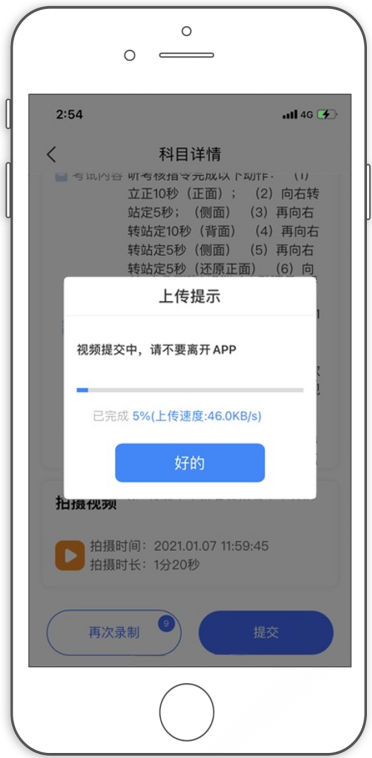 2:54
4G
科目详情
考试内容 听考核指令完成以下动作： （1）
立正10秒（正面）； （2）向右转
站定5秒；（侧面） （3）再向右
转站定10秒（背面） （4）再向右
转站定5秒（侧面） （5）再向右
转站定5秒（还原正面） （6）向
上传提示
视频提交中，请不要离开APP
已完成 5%(上传速度:46.0KB/s)
好的
拍摄视频
拍摄时间：2021.01.07 11:59:45
拍摄时长：1分20秒
再次录制 9
提交